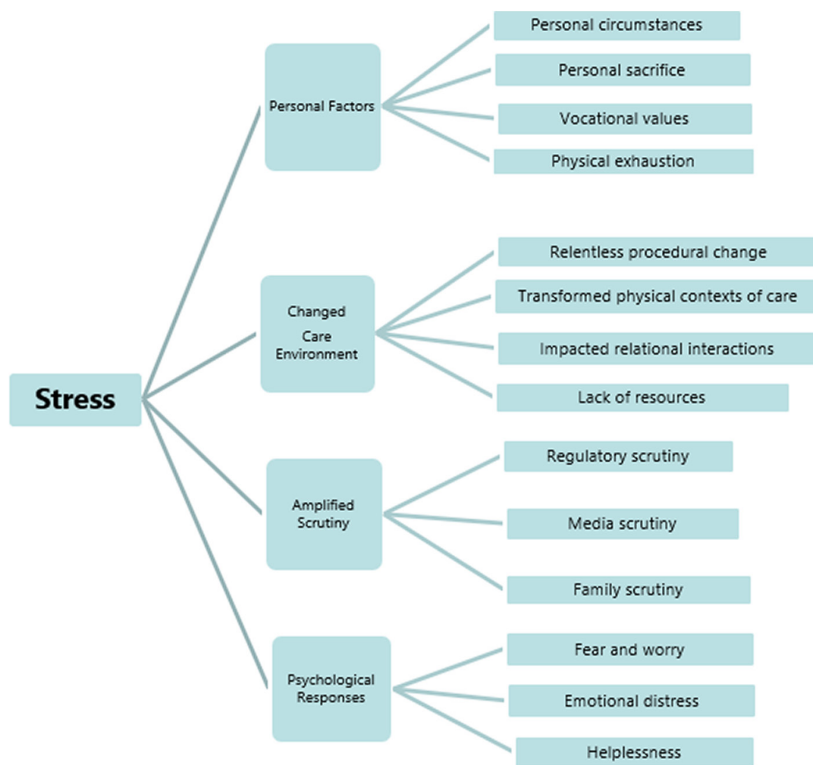 Stress
Personal Factors
Personal circumstances
Personal sacrifice
Vocational values
Physical exhaustion
Changed
Care
Environment
Relentless procedural change
Transformed physical contexts of care
Impacted relational interactions
Lack of resources
Amplified
Scrutiny
Regulatory scrutiny
Media scrutiny
Family scrutiny
Psychological
Responses
Fear and worry
Emotional distress
Helplessness